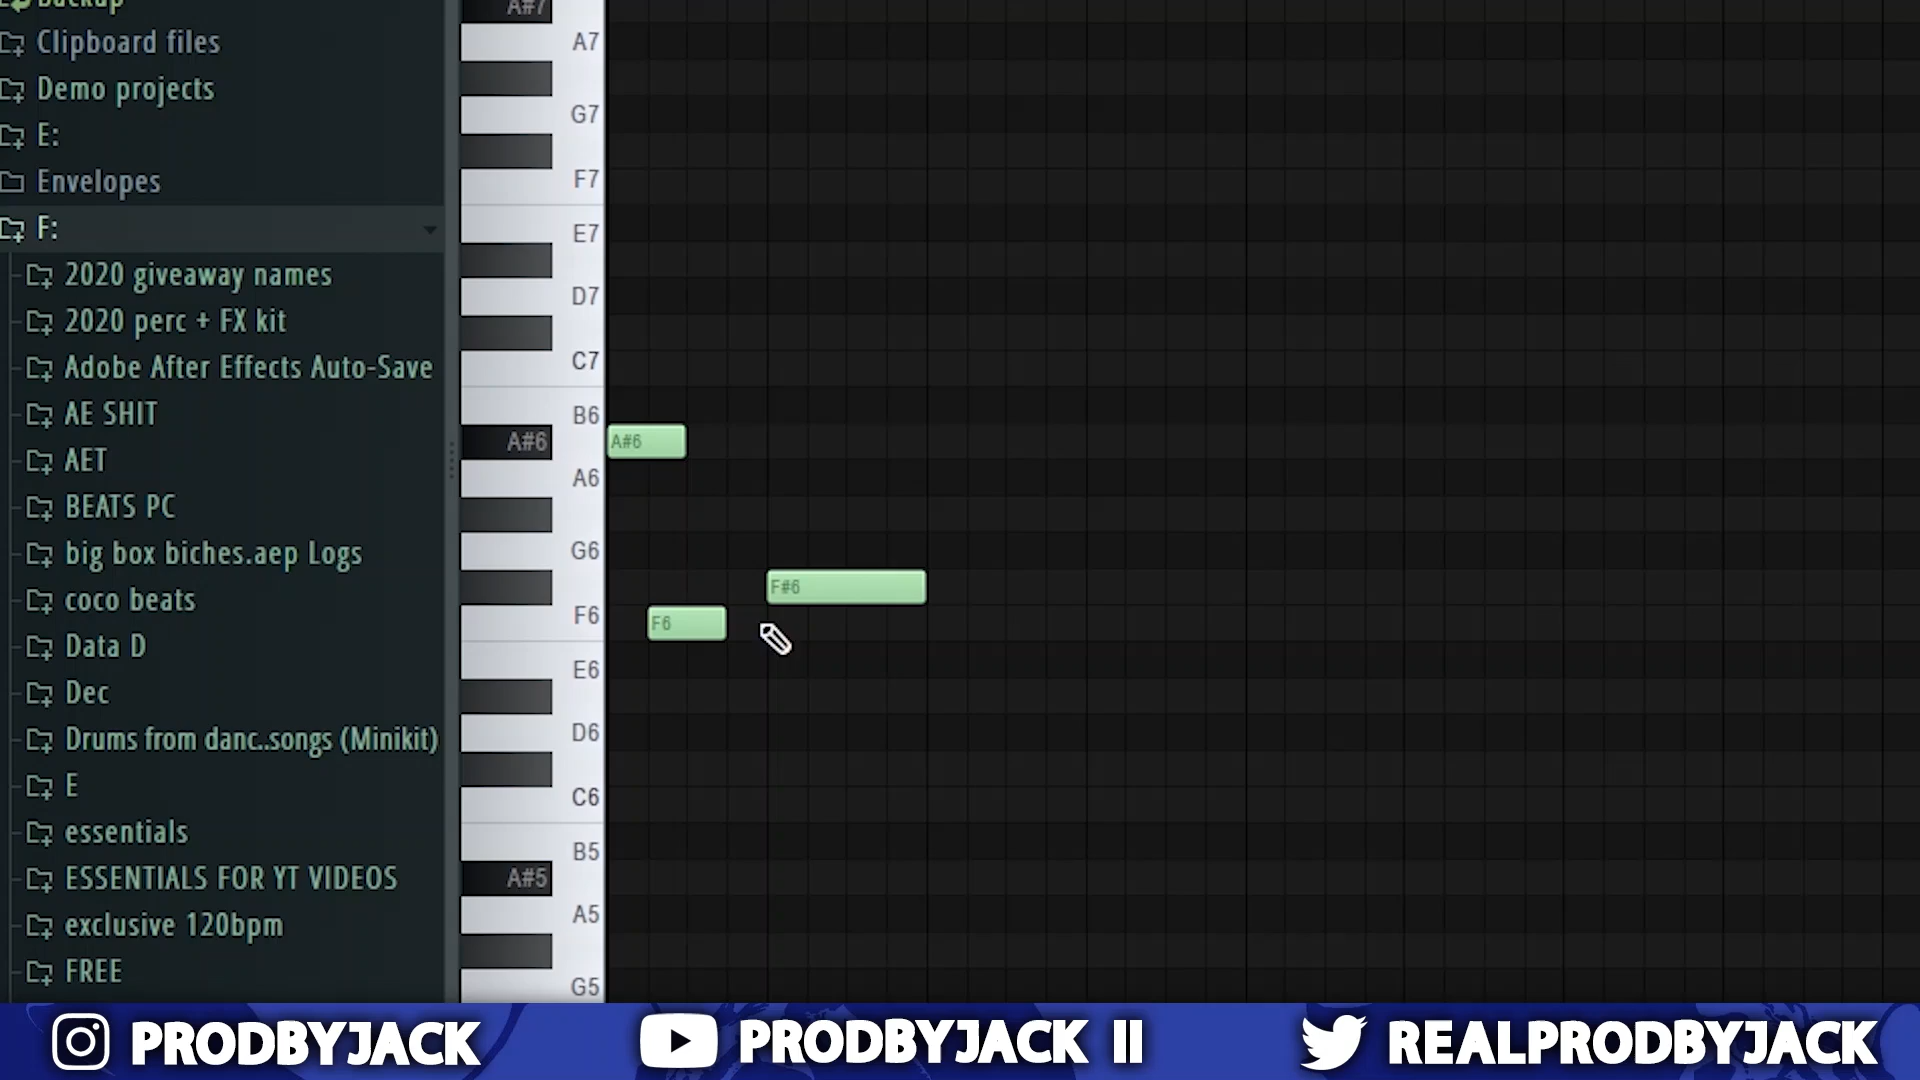 Backup
Clipboard files
Demo projects
E:
Envelopes
F:
2020 giveaway names
2020 perc + FX kit
Adobe After Effects Auto-Save
AE SHIT
AET
BEATS PC
big box biches.aep Logs
coco beats
Data D
Dec
Drums from danc..songs (Minikit)
E
essentials
ESSENTIALS FOR YT VIDEOS
exclusive 120bpm
FREE
A#7
A7
G7
F7
E7
D7
C7
B6
A#6
A#6
A6
G6
F#6
F6
F6
E6
D6
C6
B5
A#5
A5
G5
PRODBYJACK
PRODBYJACK II
REALPRODBYJACK